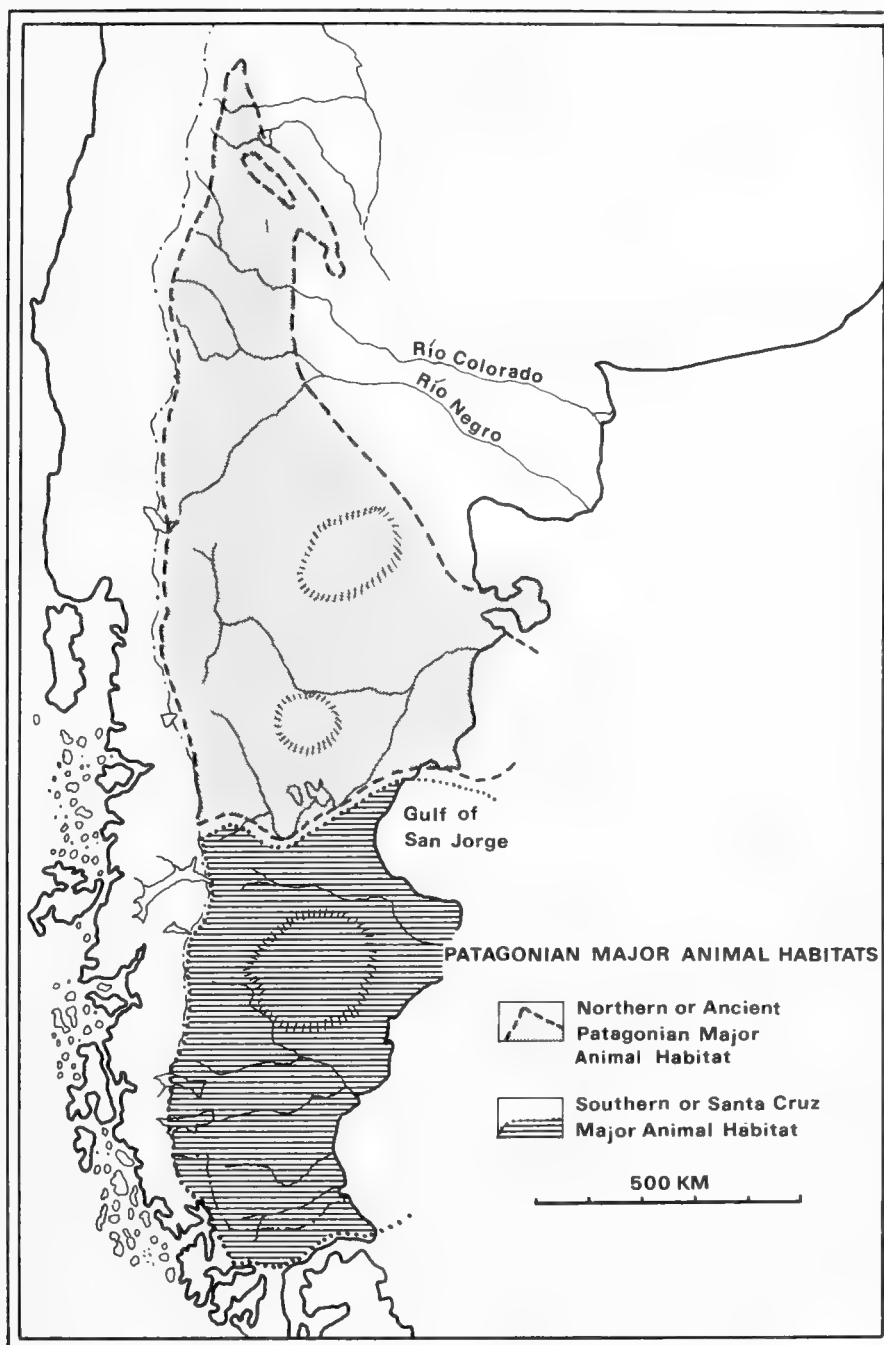 Río Colorado
Río Negro
Gulf of
San Jorge
PATAGONIAN MAJOR ANIMAL HABITATS
Northern or Ancient
Patagonian Major
Animal Habitat
Southern or Santa Cruz
Major Animal Habitat
500 KM